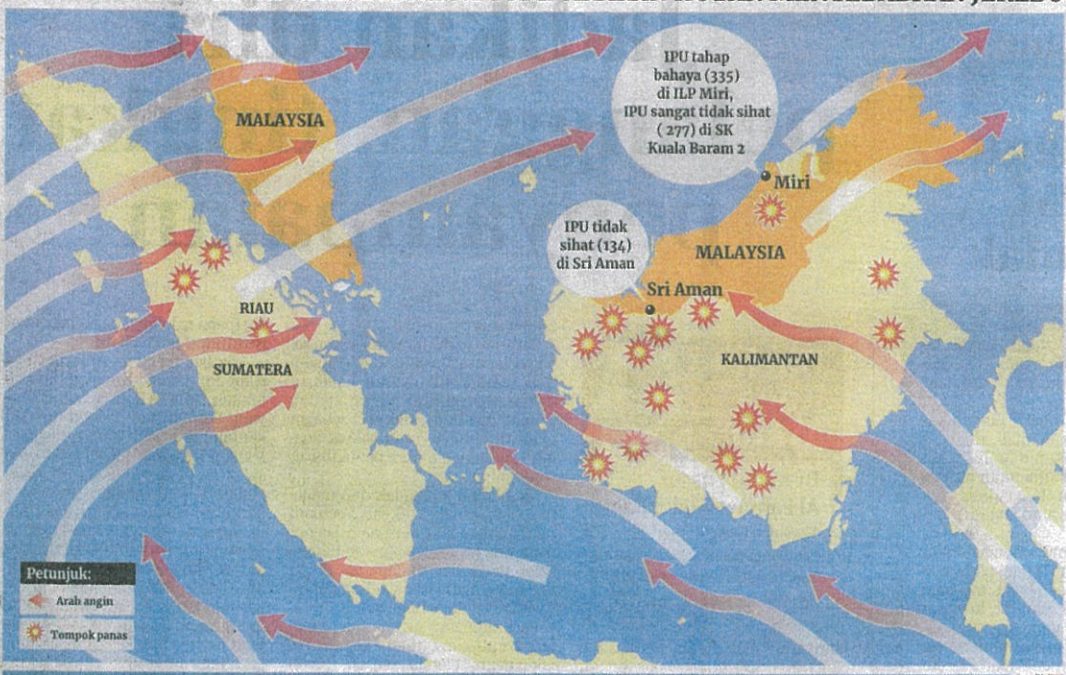 IPU tahap
bahaya (335)
di ILP Miri,
IPU sangat tidak sihat
( 277) di SK
Kuala Baram 2
MALAYSIA
Miri
IPU tidak
sihat (134)
di Sri Aman
MALAYSIA
Sri Aman
RIAU
SUMATERA
KALIMANTAN
Petunjuk:
Arah angin
Tompok panas